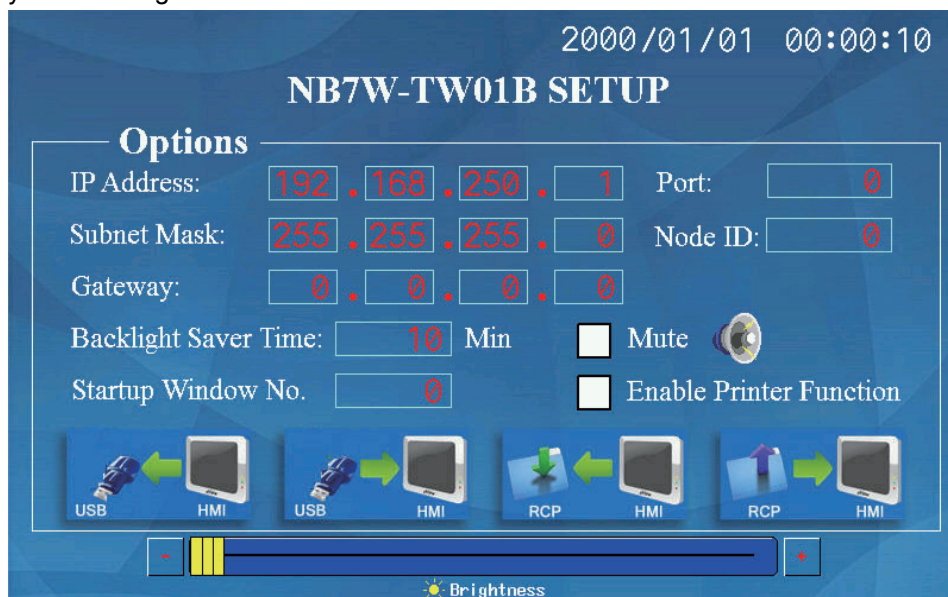 2000/01/01 00:00:10
NB7W-TW01B SETUP
Options
IP Address: 192 . 168 . 250 . 1 Port: 0
Subnet Mask: 255 . 255 . 255 . 0 Node ID: 0
Gateway: 0 . 0 . 0 . 0
Backlight Saver Time: 10 Min Mute
Startup Window No. 0 Enable Printer Function
USB HMI USB HMI RCP HMI RCP HMI
- +
Brightness